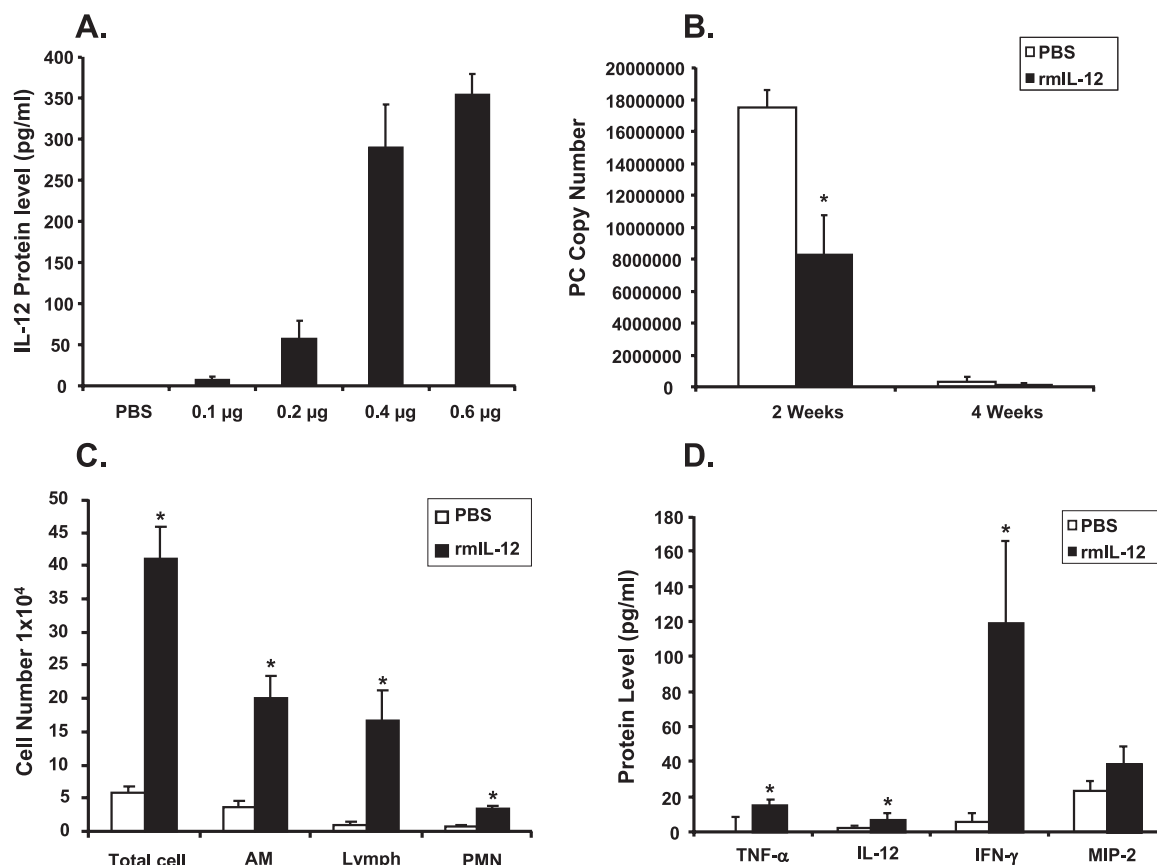 A.
IL-12 Protein level (pg/ml)
400
350
300
250
200
150
100
50
0
PBS 0.1 µg 0.2 µg 0.4 µg 0.6 µg
B.
PBS
rmIL-12
PC Copy Number
20000000
18000000
16000000
14000000
12000000
10000000
8000000
6000000
4000000
2000000
0
*
2 Weeks 4 Weeks
C.
PBS
rmIL-12
Cell Number 1x10⁴
50
45
40
35
30
25
20
15
10
5
0
* * * *
Total cell AM Lymph PMN
D.
PBS
rmIL-12
Protein Level (pg/ml)
180
160
140
120
100
80
60
40
20
0
* * *
TNF-α IL-12 IFN-γ MIP-2